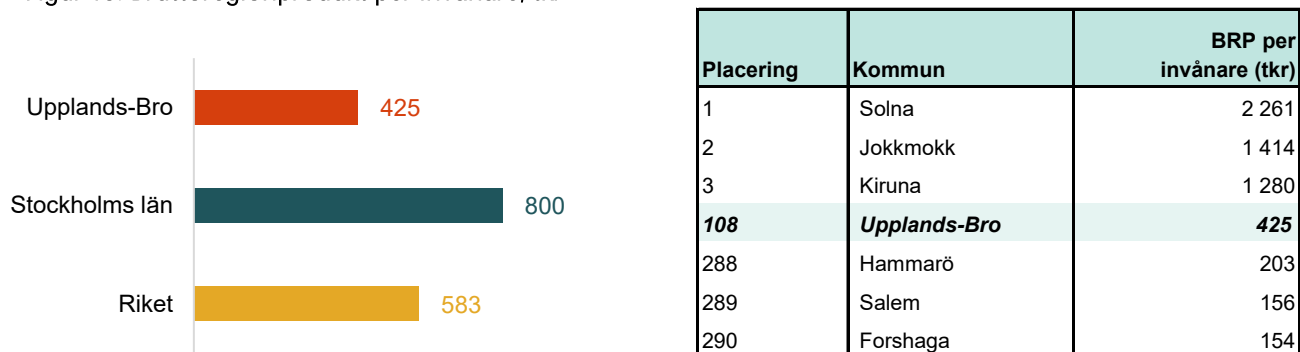 Upplands-Bro 425
Stockholms län 800
Riket 583
Placering Kommun BRP per invånare (tkr)
1 Solna 2 261
2 Jokkmokk 1 414
3 Kiruna 1 280
108 Upplands-Bro 425
288 Hammarö 203
289 Salem 156
290 Forshaga 154